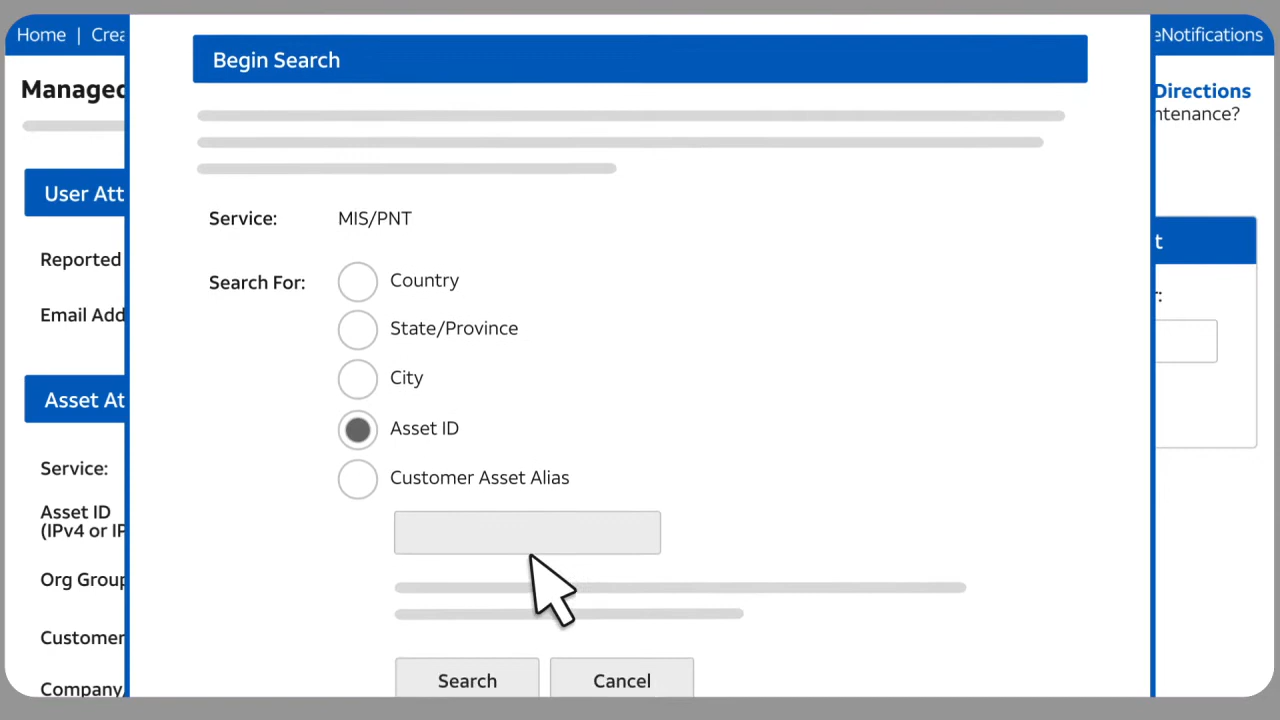 Home | Crea
eNotifications
Managed
Directions
ntenance?
Begin Search
User Att
Reported
Email Add
Asset At
Service:
Asset ID
(IPv4 or IP
Org Group
Customer
Company,
Service: MIS/PNT
Search For:
Country
State/Province
City
Asset ID
Customer Asset Alias
Search
Cancel
t
r: